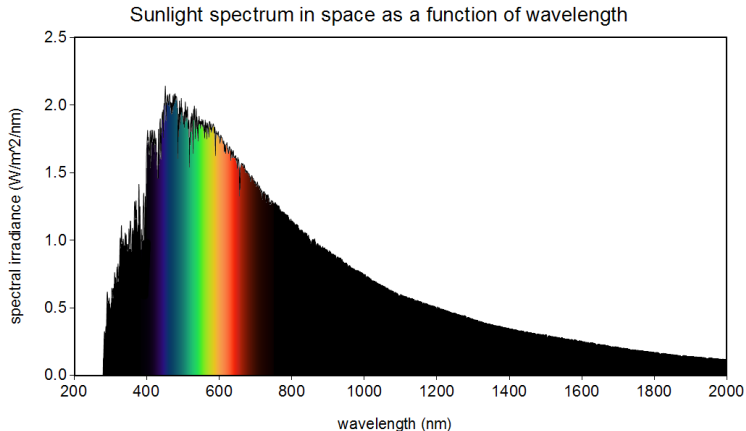 Sunlight spectrum in space as a function of wavelength
2.5
2.0
1.5
1.0
0.5
0.0
spectral irradiance (W/m^2/nm)
200 400 600 800 1000 1200 1400 1600 1800 2000
wavelength (nm)